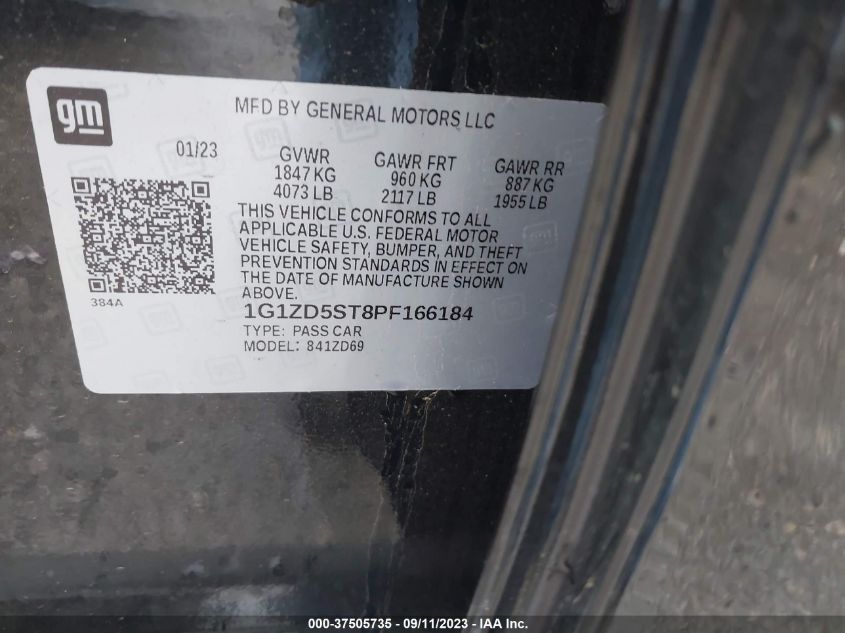 gm
MFD BY GENERAL MOTORS LLC
01/23
GVWR
1847 KG
4073 LB
GAWR FRT
960 KG
2117 LB
GAWR RR
887 KG
1955 LB
THIS VEHICLE CONFORMS TO ALL
APPLICABLE U.S. FEDERAL MOTOR
VEHICLE SAFETY, BUMPER, AND THEFT
PREVENTION STANDARDS IN EFFECT ON
THE DATE OF MANUFACTURE SHOWN
ABOVE.
384A
1G1ZD5ST8PF166184
TYPE: PASS CAR
MODEL: 841ZD69
000-37505735 - 09/11/2023 - IAA Inc.